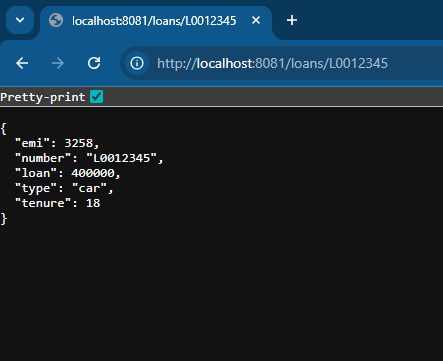 localhost:8081/loans/L0012345
http://localhost:8081/loans/L0012345
Pretty-print
{
  "emi": 3258,
  "number": "L0012345",
  "loan": 400000,
  "type": "car",
  "tenure": 18
}